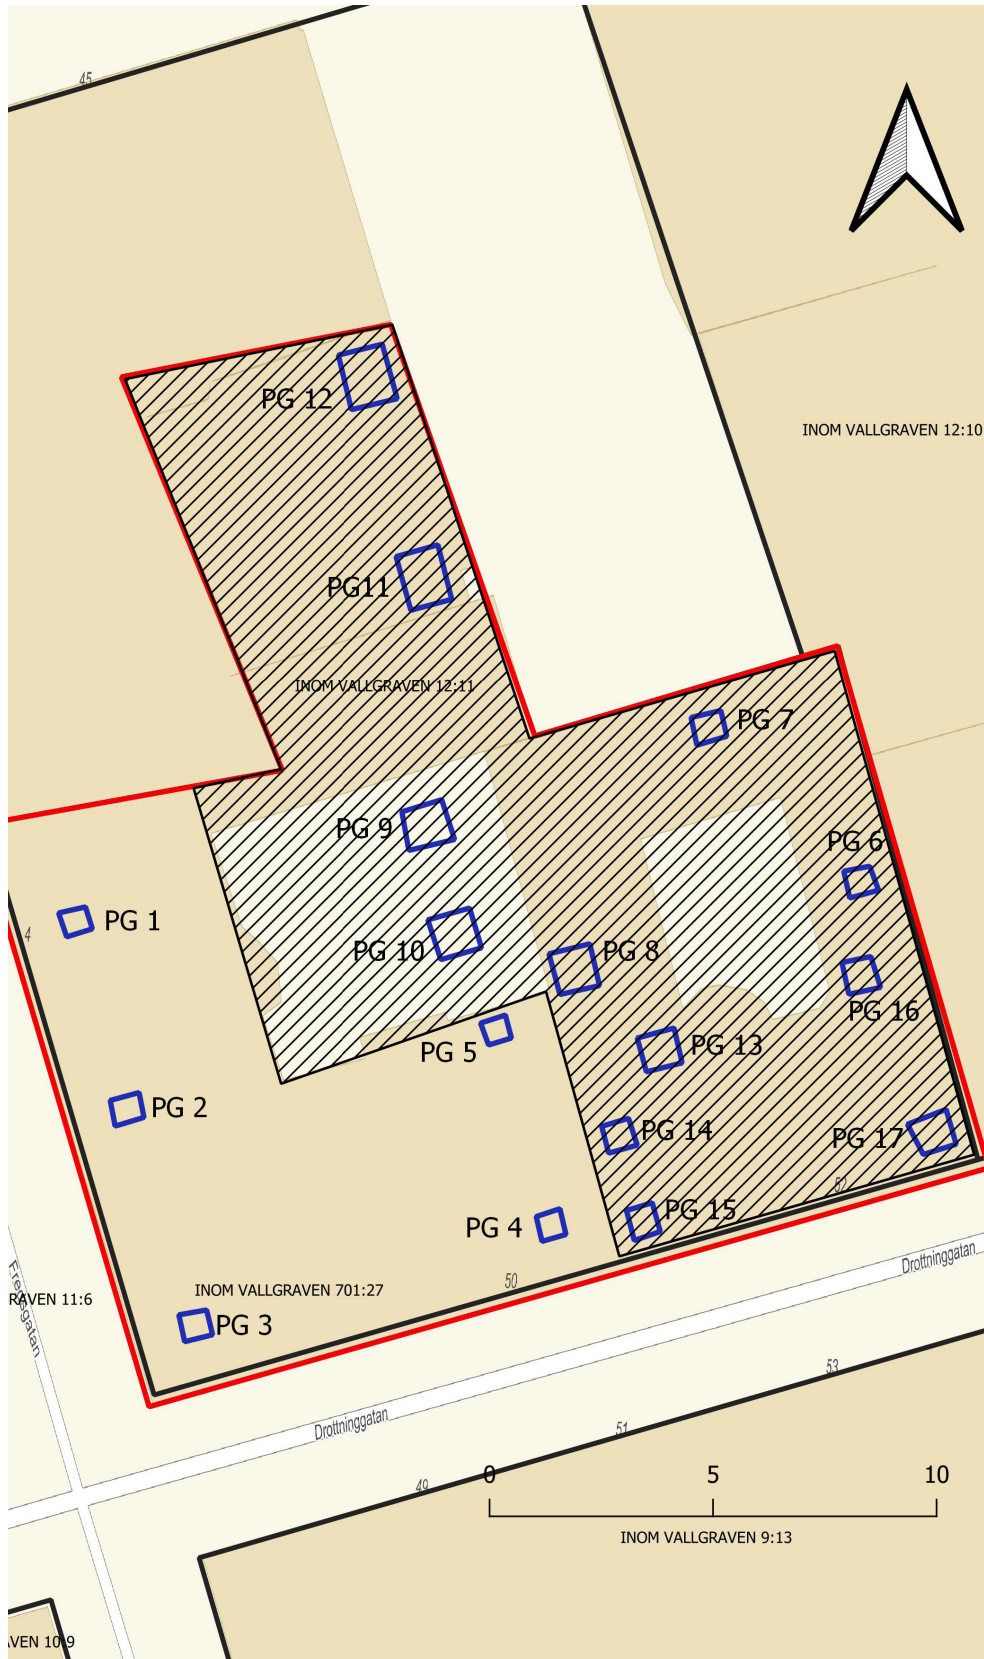 45
PG 12
INOM VALLGRAVEN 12:10
PG11
INOM VALLGRAVEN 12:11
PG 7
PG 9
PG 6
PG 1
4
PG 10
PG 8
PG 16
PG 5
PG 13
PG 2
PG 14
PG 17
52
PG 15
PG 4
Drottninggatan
50
INOM VALLGRAVEN 701:27
RAVEN 11:6
Fredsgatan
PG 3
53
Drottninggatan
51
49
0 5 10
INOM VALLGRAVEN 9:13
AVEN 10:9